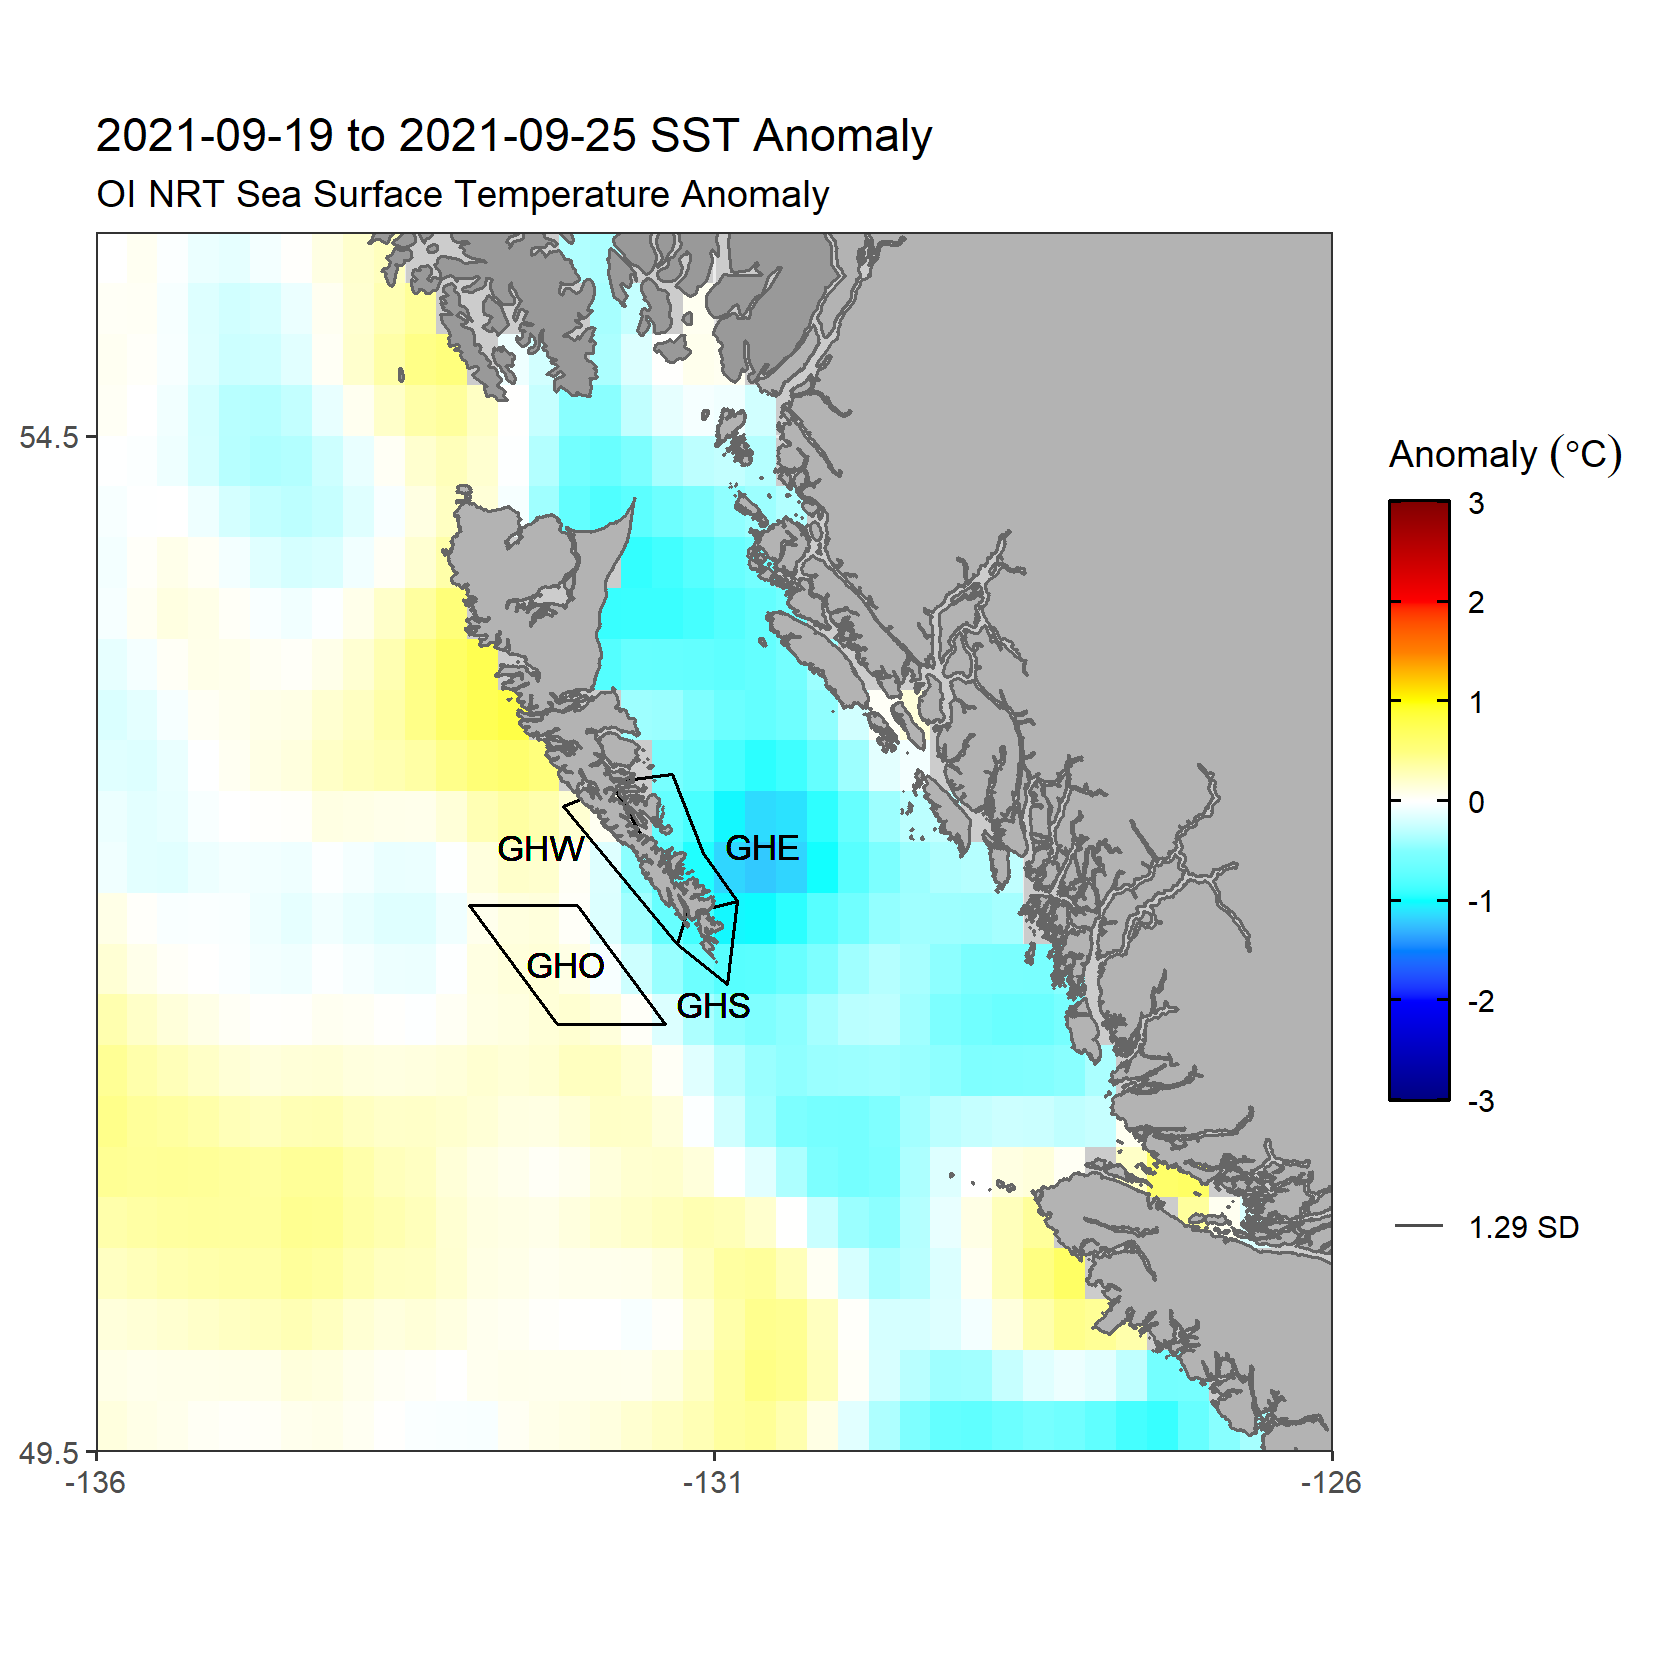 2021-09-19 to 2021-09-25 SST Anomaly
OI NRT Sea Surface Temperature Anomaly
54.5
49.5
-136
-131
-126
GHW
GHE
GHO
GHS
Anomaly (°C)
3
2
1
0
-1
-2
-3
1.29 SD